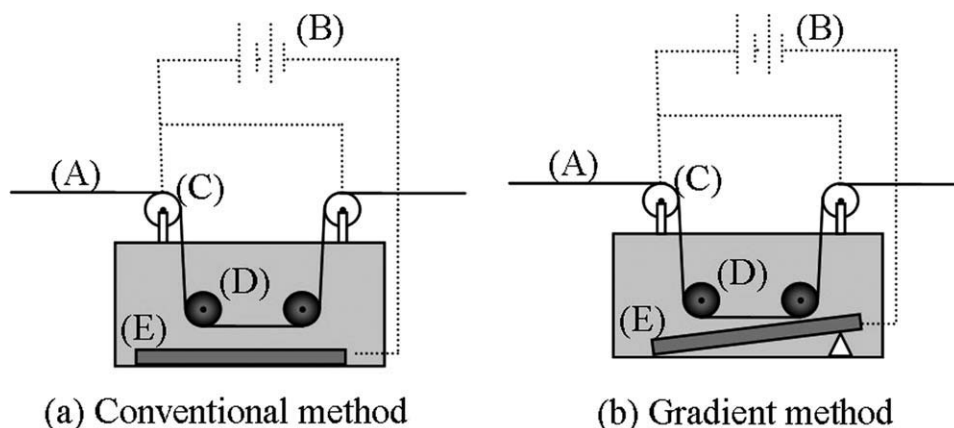 (B)
(A)
(C)
(D)
(E)
(a) Conventional method
(B)
(A)
(C)
(D)
(E)
(b) Gradient method